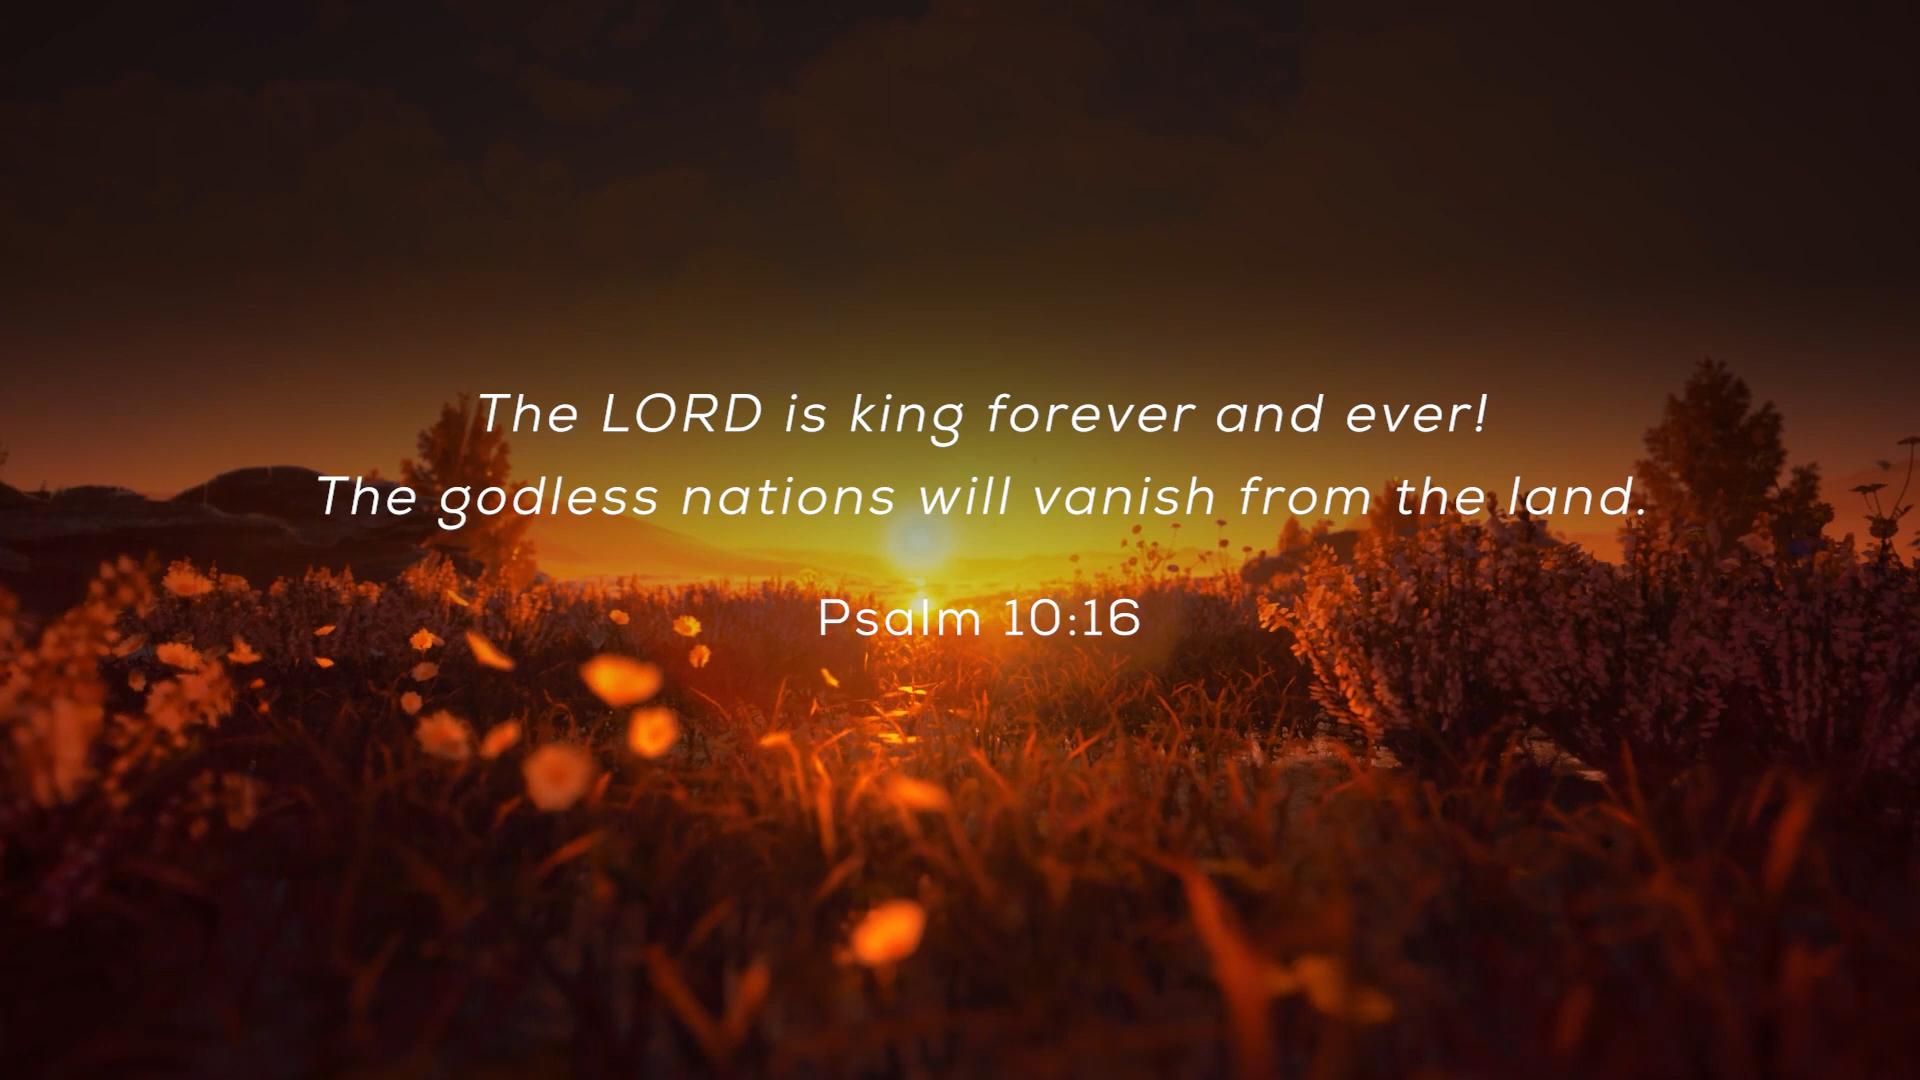 The LORD is king forever and ever!
The godless nations will vanish from the land.
Psalm 10:16